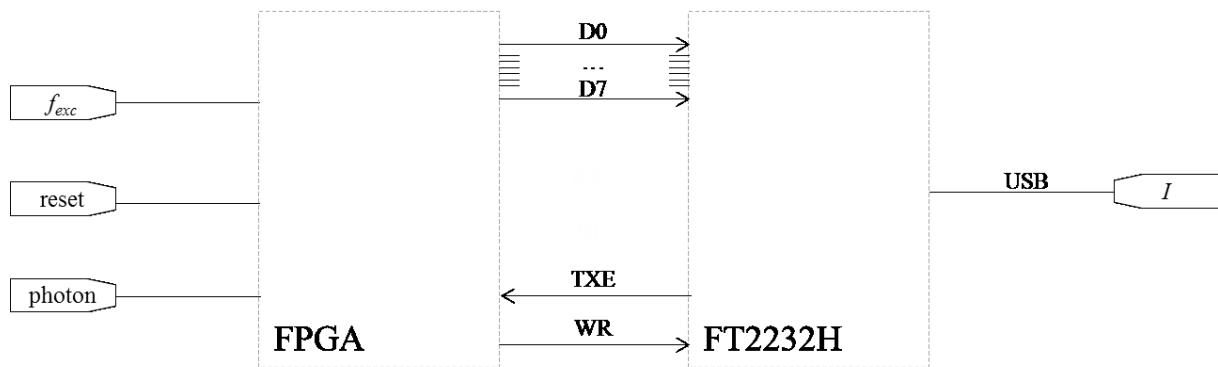 D0
---
D7
f_exc
reset
USB
I
photon
TXE
WR
FPGA
FT2232H